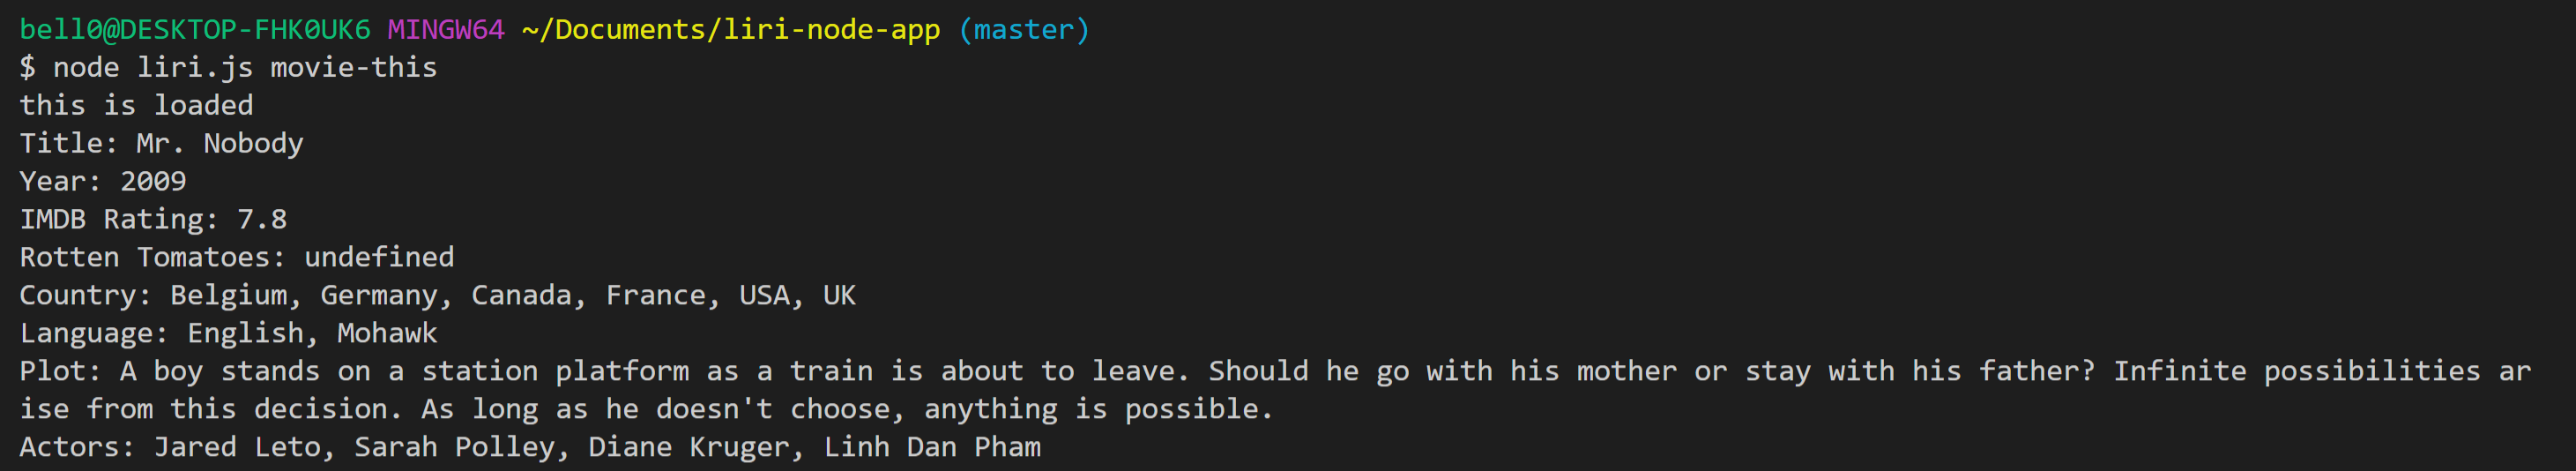 bell0@DESKTOP-FHK0UK6 MINGW64 ~/Documents/liri-node-app (master)
$ node liri.js movie-this
this is loaded
Title: Mr. Nobody
Year: 2009
IMDB Rating: 7.8
Rotten Tomatoes: undefined
Country: Belgium, Germany, Canada, France, USA, UK
Language: English, Mohawk
Plot: A boy stands on a station platform as a train is about to leave. Should he go with his mother or stay with his father? Infinite possibilities ar
ise from this decision. As long as he doesn't choose, anything is possible.
Actors: Jared Leto, Sarah Polley, Diane Kruger, Linh Dan Pham